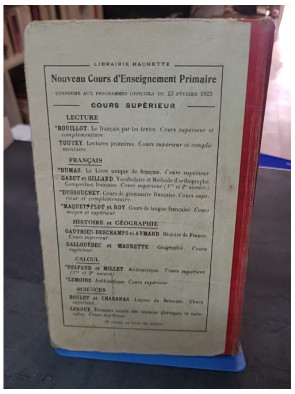 LIBRAIRIE HACHETTE
Nouveau Cours d'Enseignement Primaire
CONFORME AUX PROGRAMMES OFFICIELS DU 23 FÉVRIER 1923
COURS SUPÉRIEUR
LECTURE
*BOUILLOT. Le français par les textes. Cours supérieur et
complémentaire.
TOUTEY. Lectures primaires. Cours supérieur et complé-
mentaire.
FRANÇAIS
*DUMAS. Le Livre unique de français. Cours supérieur.
*GABET et GILLARD. Vocabulaire et Méthode d'orthographe.
Composition française. Cours supérieur (1re et 2e années).
*DUSSOUCHET. Cours de grammaire française. Cours supé-
rieur et complémentaire.
*MAQUET, FLOT et ROY. Cours de langue française. Cours
moyen et supérieur.
HISTOIRE et GÉOGRAPHIE
GAUTHIER-DESCHAMPS et AYMARD. Histoire de France.
Cours supérieur.
GALLOUÉDEC et MAURETTE. Géographie. Cours
supérieur.
CALCUL
*DELFAUD et MILLET. Arithmétique. Cours supérieur
(1re et 2e années).
*LEMOINE. Arithmétique. Cours supérieur.
SCIENCES
BOULET et CHABANAS. Leçons de Sciences. Cours
supérieur.
LEROUX. sciences physiques et natu-
relles. Cours supérieur.